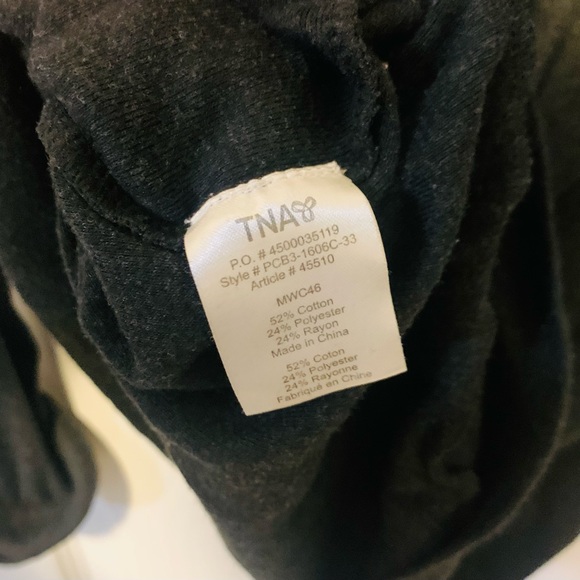 TNA
P.O. # 4500035119
Style # PCB3-1606C-33
Article # 45510
MWC46
52% Cotton
24% Polyester
24% Rayon
Made in China
52% Coton
24% Polyester
24% Rayonne
Fabriqué en Chine